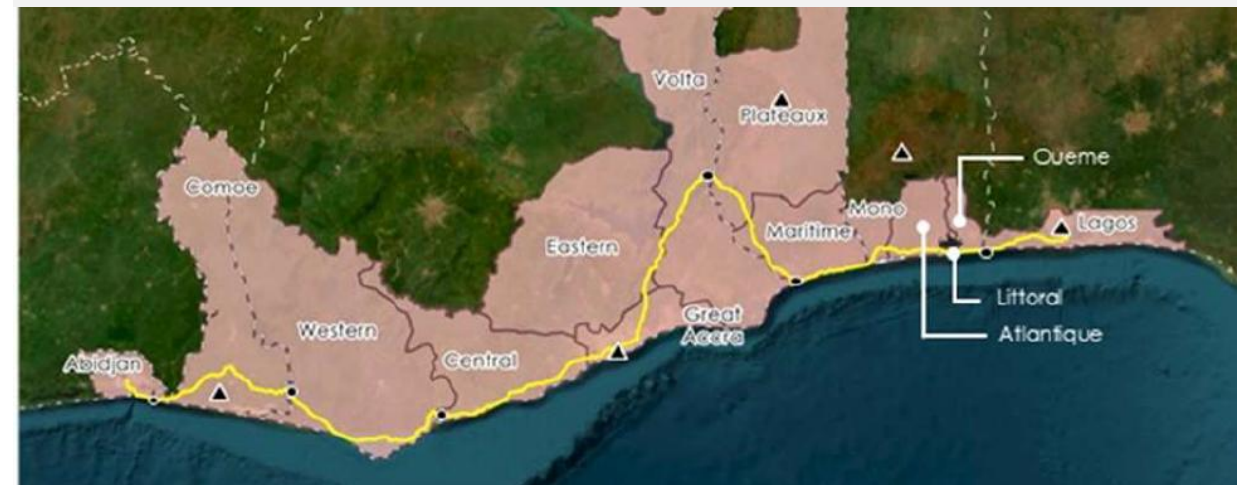 Volta
Plateaux
Oueme
Comoe
Mono
Lagos
Maritime
Eastern
Littoral
Great
Accra
Western
Atlantique
Central
Abidjan